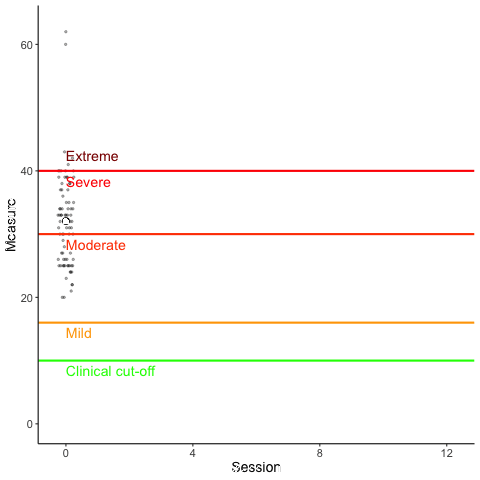 60
Extreme
40
Severe
Measure
Moderate
20
Mild
Clinical cut-off
0
0 4 8 12
Session